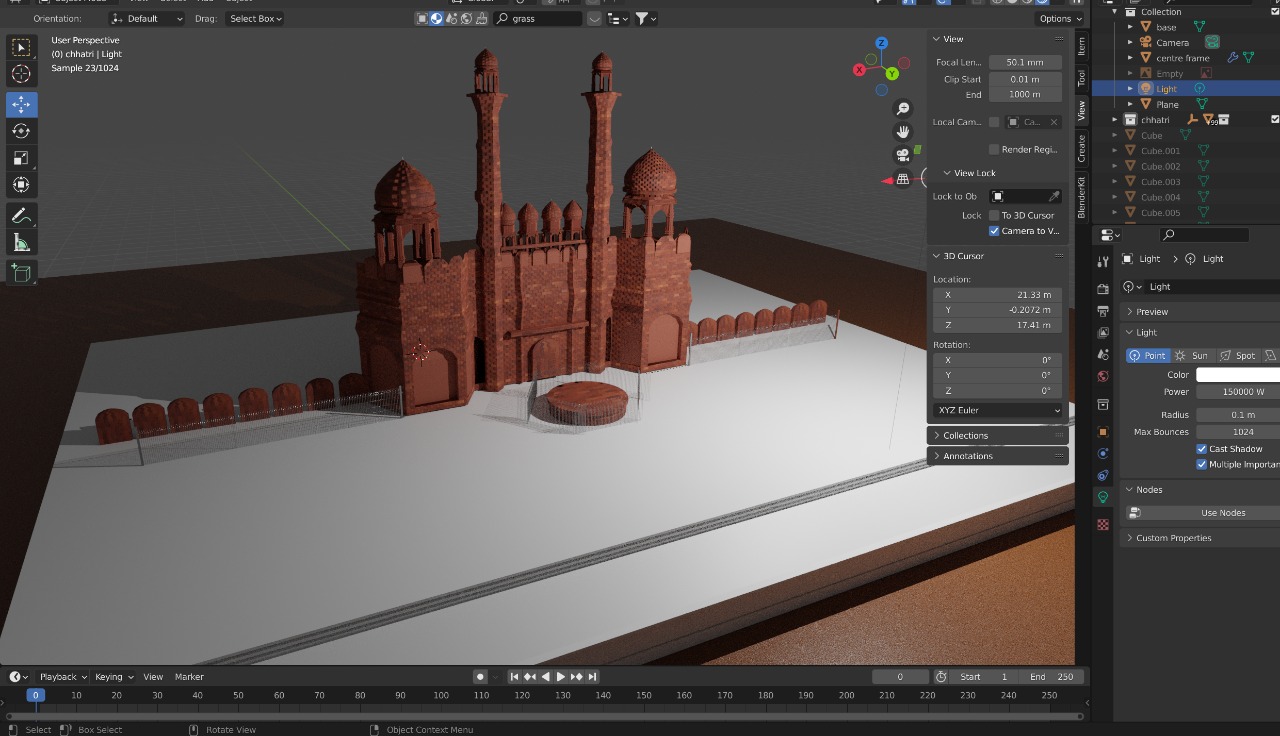 Orientation: Default Drag: Select Box grass Options
User Perspective
(0) chhatri | Light
Sample 23/1024
Z
X
Y
View
Focal Len... 50.1 mm
Clip Start 0.01 m
End 1000 m
Local Cam... Ca...
Render Regi...
View Lock
Lock to Ob
Lock To 3D Cursor
Camera to V...
3D Cursor
Location:
X 21.33 m
Y -0.2072 m
Z 17.41 m
Rotation:
X 0°
Y 0°
Z 0°
XYZ Euler
Collections
Annotations
Item
Tool
View
Create
BlenderKit
Collection
base
Camera
centre frame
Empty
Light
Plane
chhatri 99
Cube
Cube.001
Cube.002
Cube.003
Cube.004
Cube.005
Light > Light
Light
Preview
Light
Point Sun Spot
Color
Power 150000 W
Radius 0.1 m
Max Bounces 1024
Cast Shadow
Multiple Importan
Nodes
Use Nodes
Custom Properties
Playback Keying View Marker 0 Start 1 End 250
0 10 20 30 40 50 60 70 80 90 100 110 120 130 140 150 160 170 180 190 200 210 220 230 240 250
Select Box Select Rotate View Object Context Menu